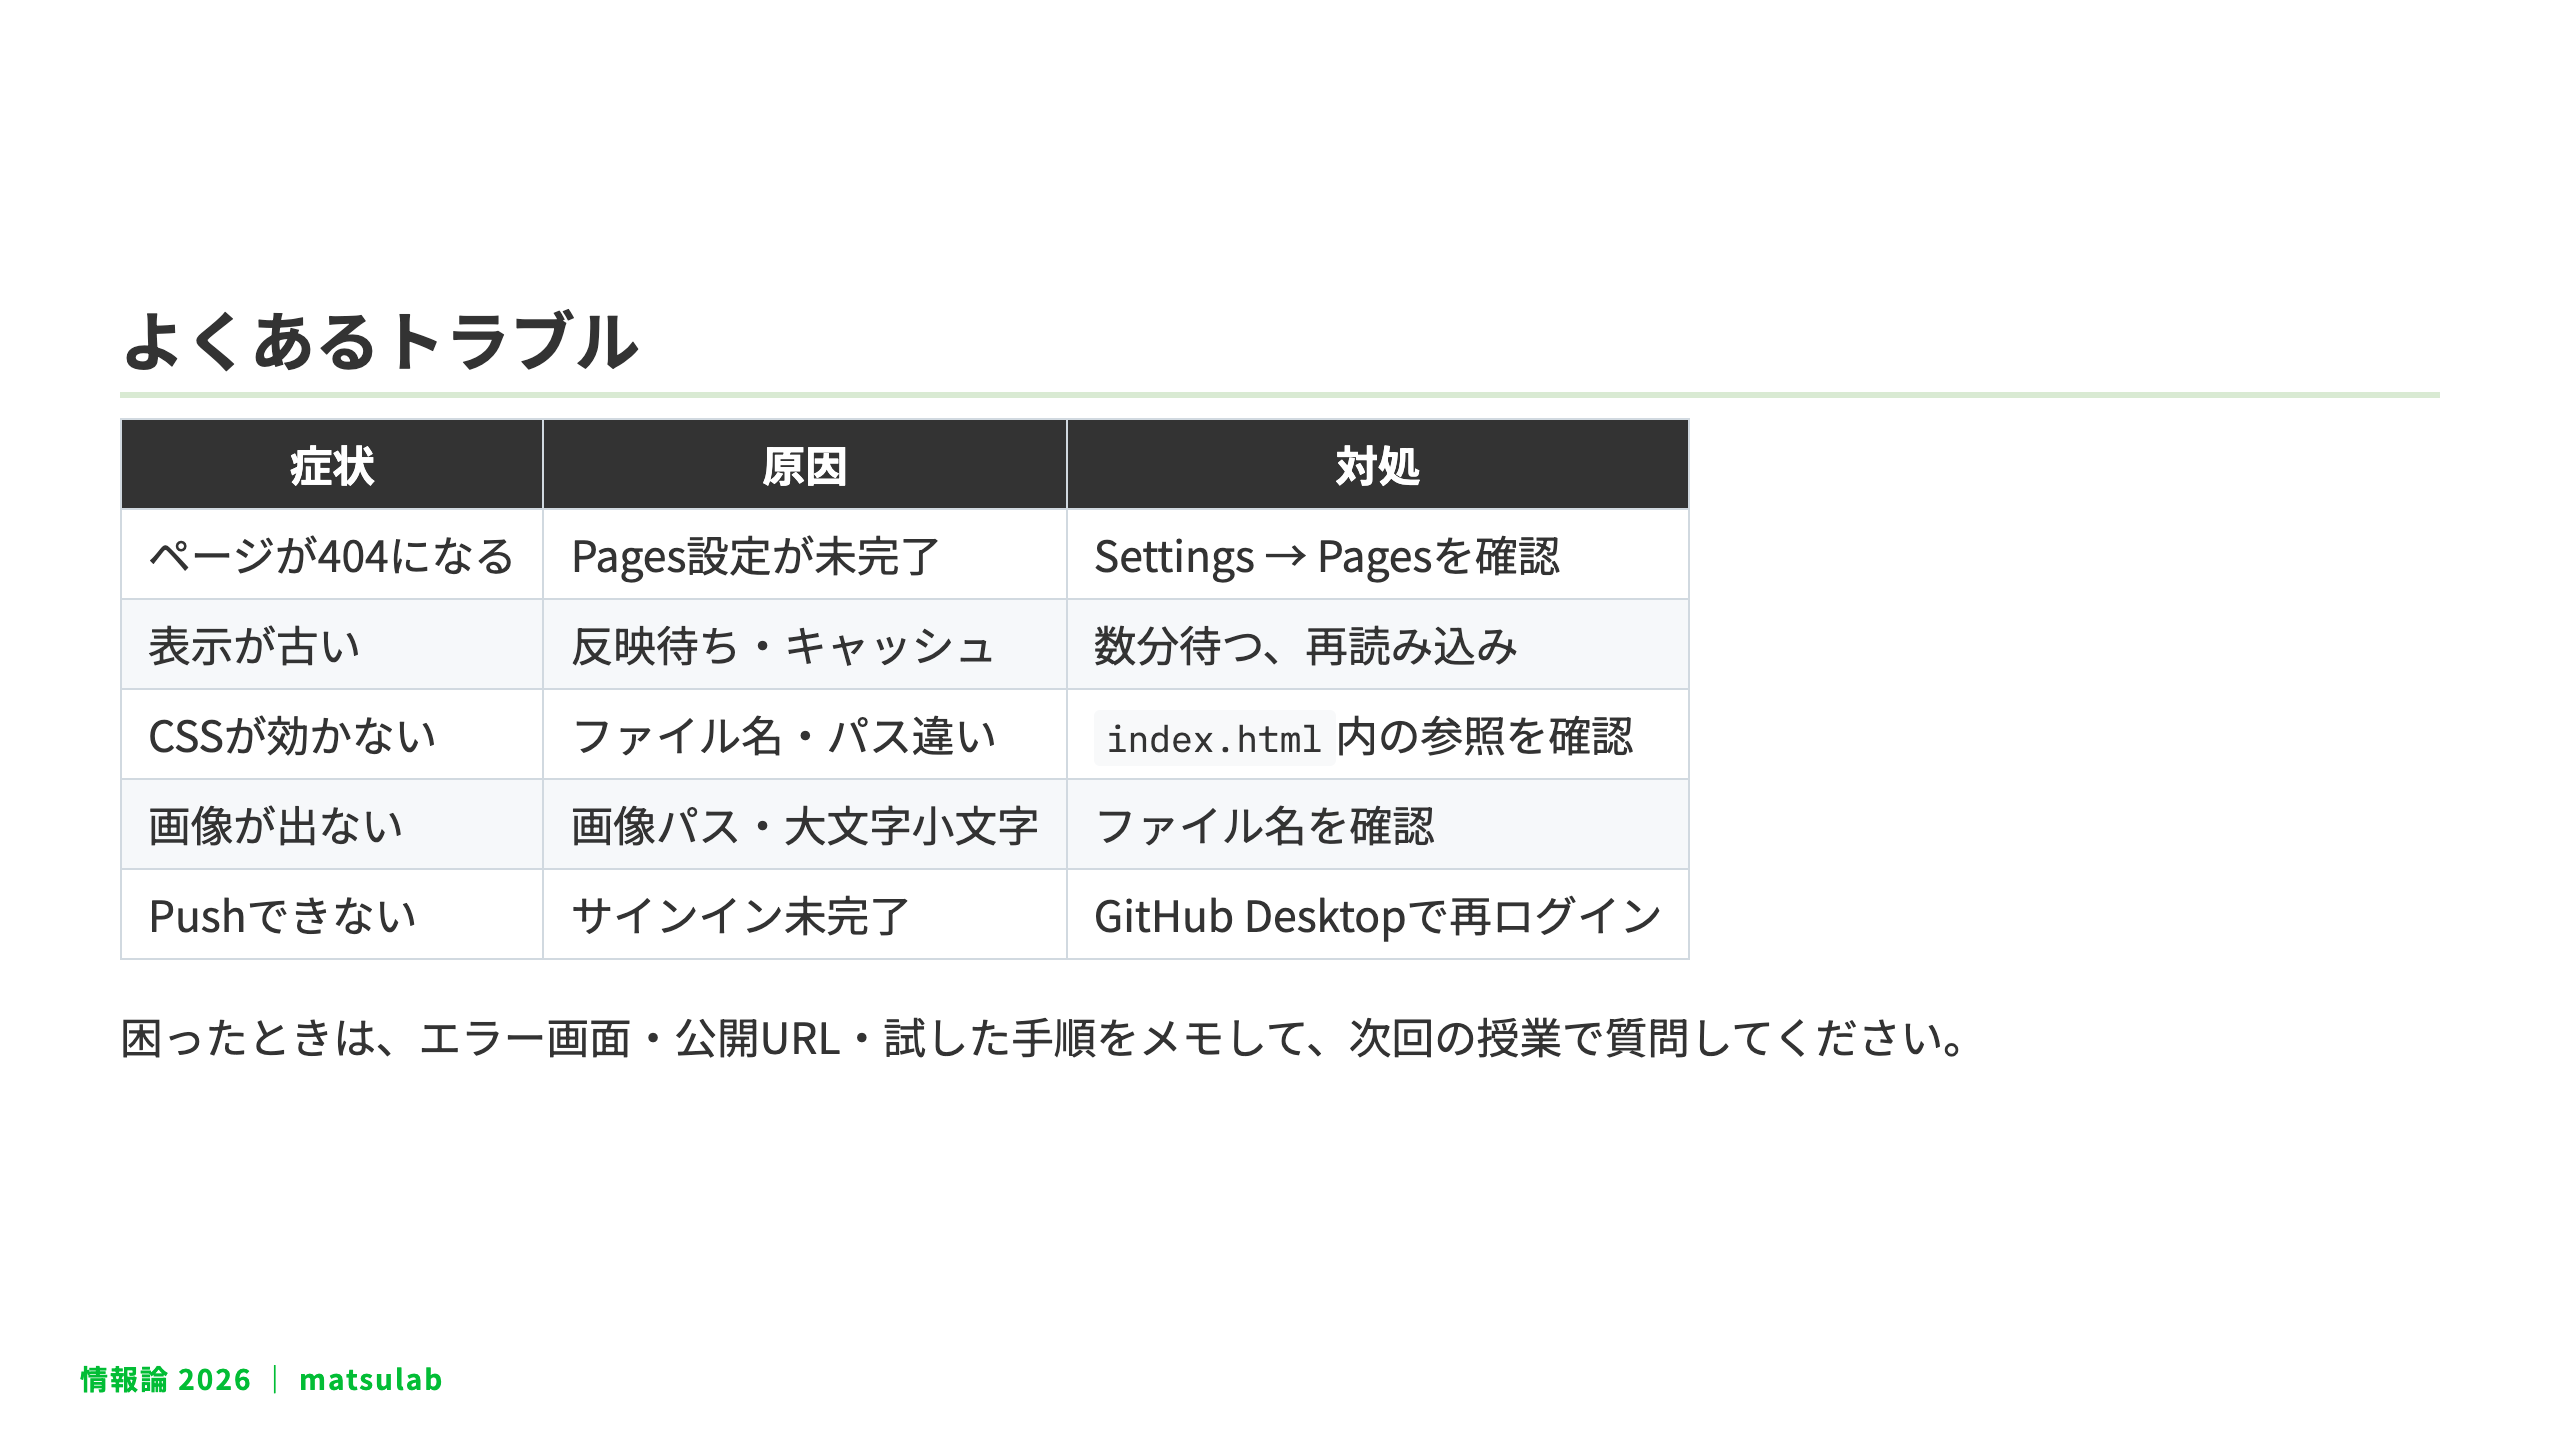 よくあるトラブル
症状 原因 対処
ページが404になる Pages設定が未完了 Settings → Pagesを確認
表示が古い 反映待ち・キャッシュ 数分待つ、再読み込み
CSSが効かない ファイル名・パス違い index.html内の参照を確認
画像が出ない 画像パス・大文字小文字 ファイル名を確認
Pushできない サインイン未完了 GitHub Desktopで再ログイン
困ったときは、エラー画面・公開URL・試した手順をメモして、次回の授業で質問してください。
情報論 2026 ｜ matsulab